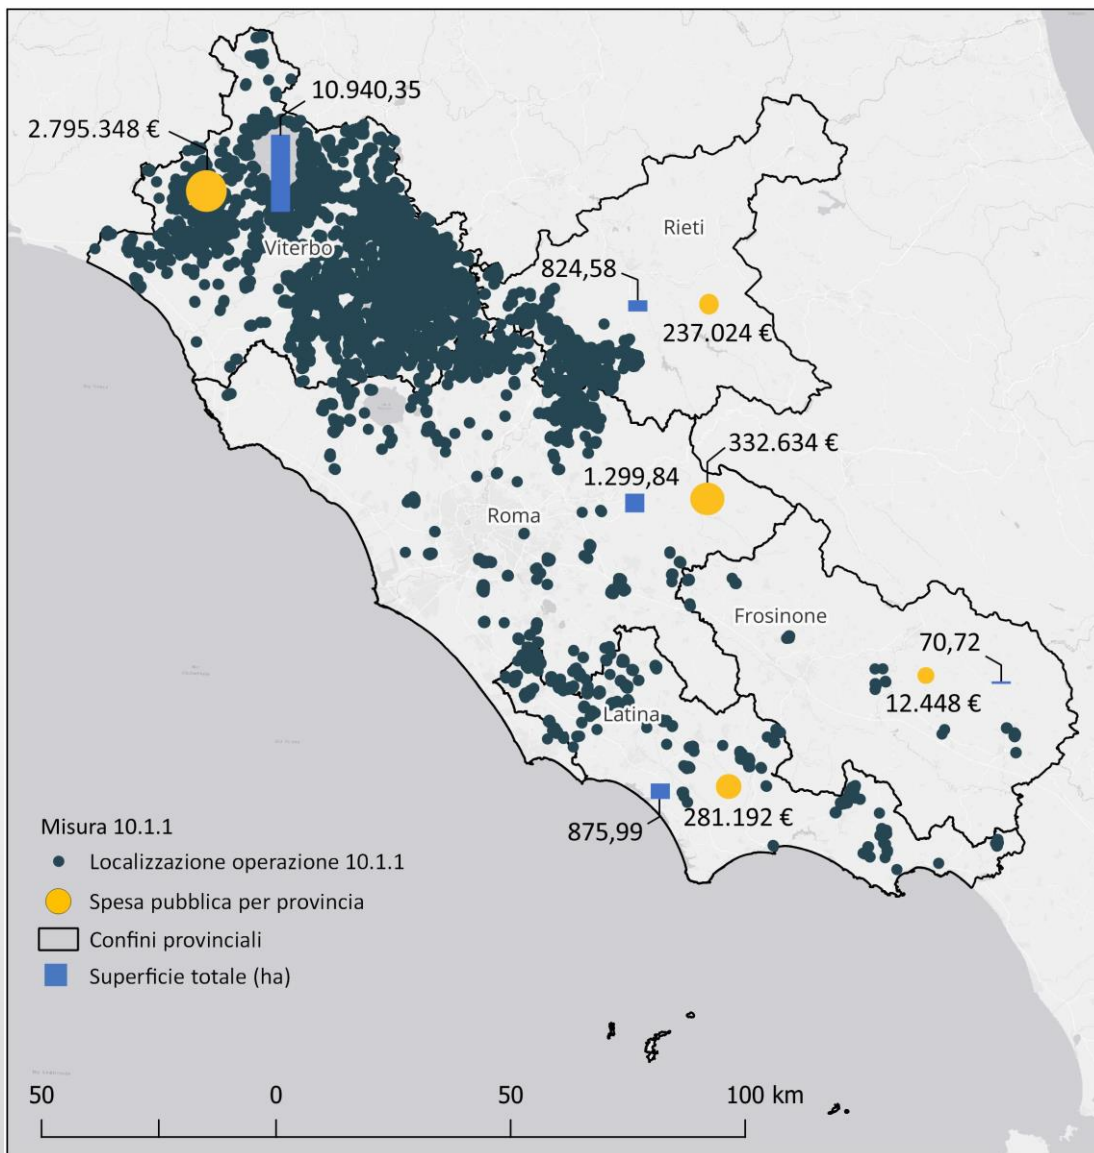 10.940,35
2.795.348 €
Viterbo
Rieti
824,58
237.024 €
332.634 €
1.299,84
Roma
Frosinone
70,72
12.448 €
Latina
281.192 €
875,99
Misura 10.1.1
Localizzazione operazione 10.1.1
Spesa pubblica per provincia
Confini provinciali
Superficie totale (ha)
50 0 50 100 km